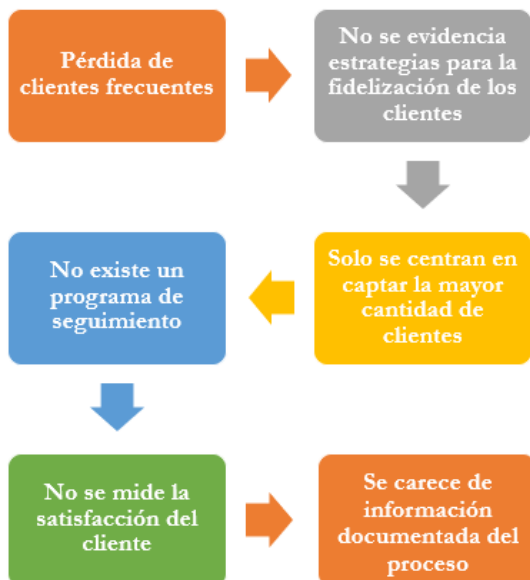 Pérdida de
clientes frecuentes
No se evidencia
estrategias para la
fidelización de los
clientes
Solo se centran en
captar la mayor
cantidad de
clientes
No existe un
programa de
seguimiento
No se mide la
satisfacción del
cliente
Se carece de
información
documentada del
proceso